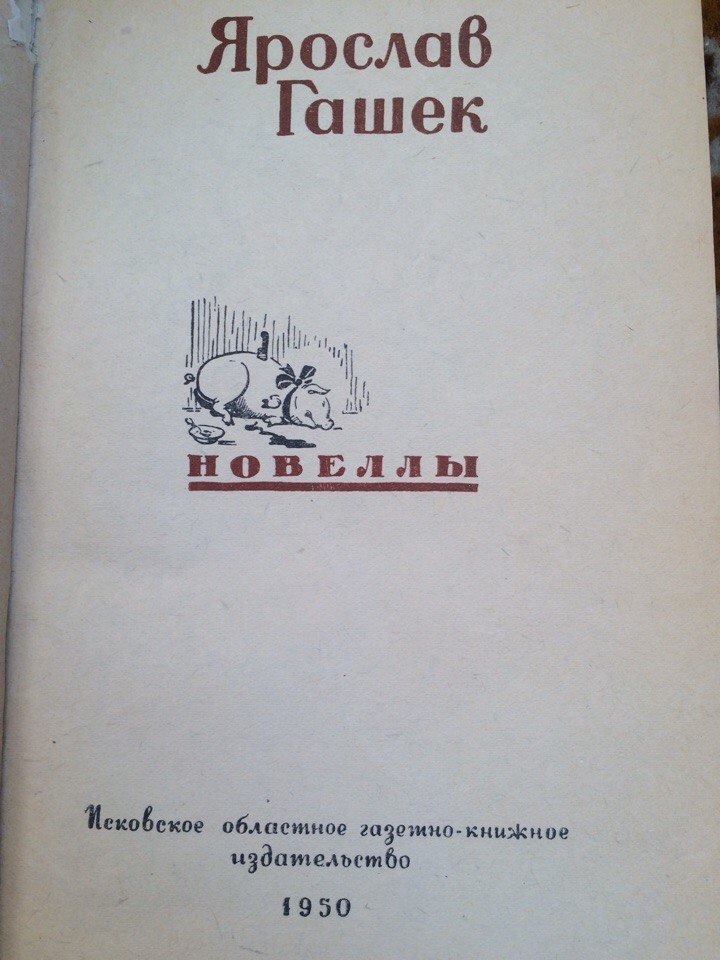 Ярослав
Гашек
НОВЕЛЛЫ
Псковское областное газетно-книжное
издательство
1950